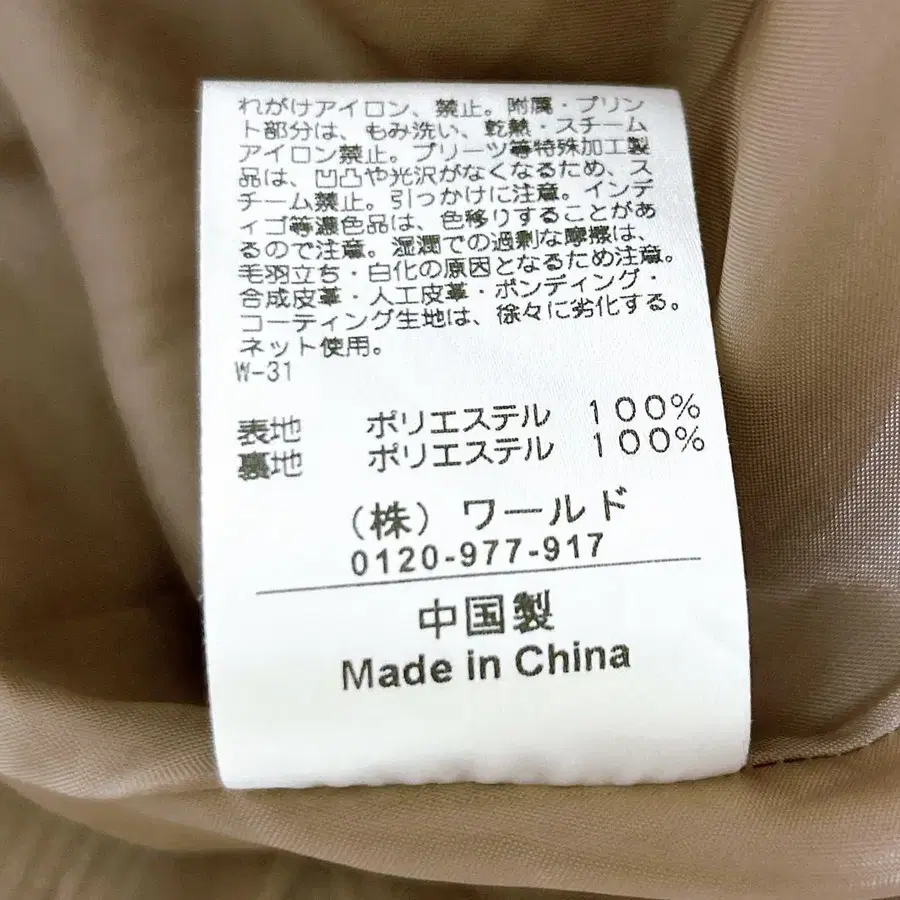 れがけアイロン、禁止。附属・プリン
ト部分は、もみ洗い、乾熱・スチーム
アイロン禁止。プリーツ等特殊加工製
品は、凹凸や光沢がなくなるため、ス
チーム禁止。引っかけに注意。インデ
ィゴ等濃色品は、色移りすることがあ
るので注意。湿潤での過剰な摩擦は、
毛羽立ち・白化の原因となるため注意。
合成皮革・人工皮革・ボンディング・
コーティング生地は、徐々に劣化する。
ネット使用。
W-31
表地 ポリエステル 100%
裏地 ポリエステル 100%
(株) ワールド
0120-977-917
中国製
Made in China